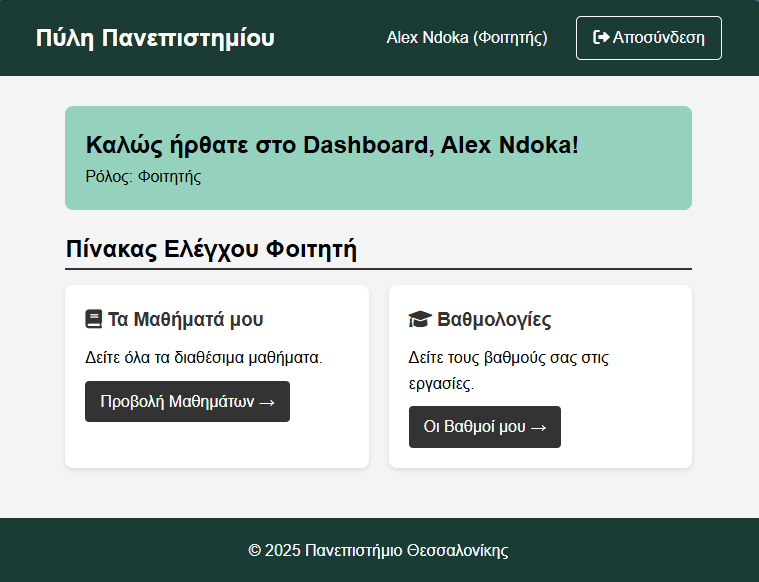 Πύλη Πανεπιστημίου
Alex Ndoka (Φοιτητής)
Αποσύνδεση
Καλώς ήρθατε στο Dashboard, Alex Ndoka!
Ρόλος: Φοιτητής
Πίνακας Ελέγχου Φοιτητή
Τα Μαθήματά μου
Δείτε όλα τα διαθέσιμα μαθήματα.
Προβολή Μαθημάτων →
Βαθμολογίες
Δείτε τους βαθμούς σας στις
εργασίες.
Οι Βαθμοί μου →
© 2025 Πανεπιστήμιο Θεσσαλονίκης